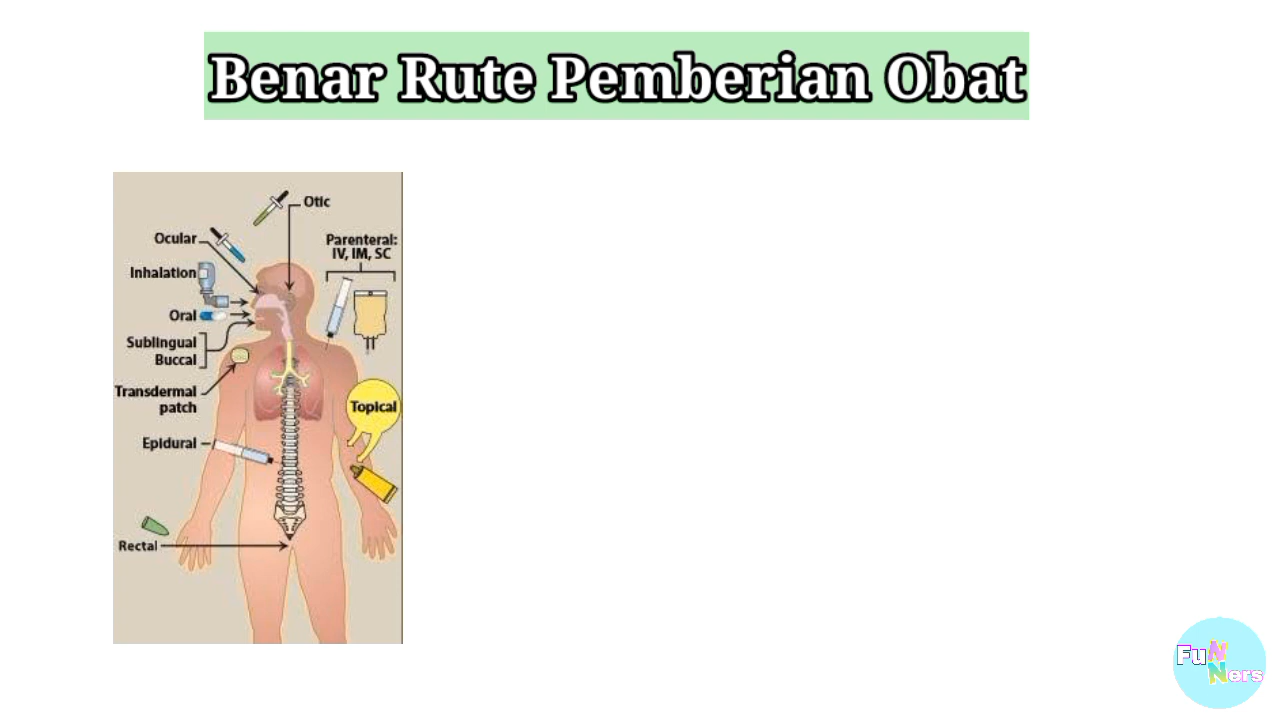 Benar Rute Pemberian Obat
Otic
Ocular
Parenteral:
IV, IM, SC
Inhalation
Oral
Sublingual
Buccal
Transdermal
patch
Topical
Epidural
Rectal
FuN
Ners